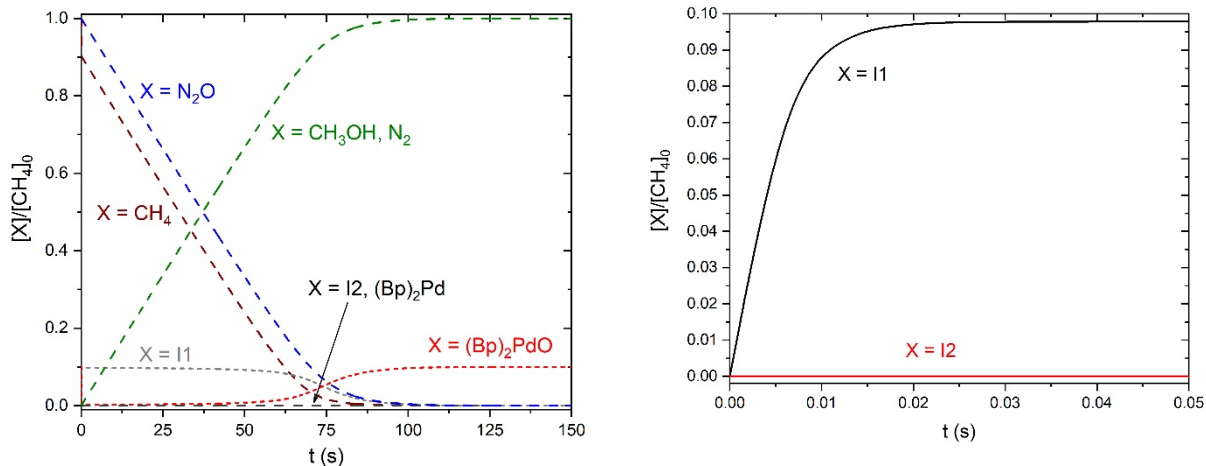 1.0
0.8
0.6
0.4
0.2
0.0
[X]/[CH₄]₀
X = N₂O
X = CH₃OH, N₂
X = CH₄
X = I2, (Bp)₂Pd
X = I1
X = (Bp)₂PdO
0 25 50 75 100 125 150
t (s)
0.10
0.09
0.08
0.07
0.06
0.05
0.04
0.03
0.02
0.01
0.00
[X]/[CH₄]₀
X = I1
X = I2
0.00 0.01 0.02 0.03 0.04 0.05
t (s)